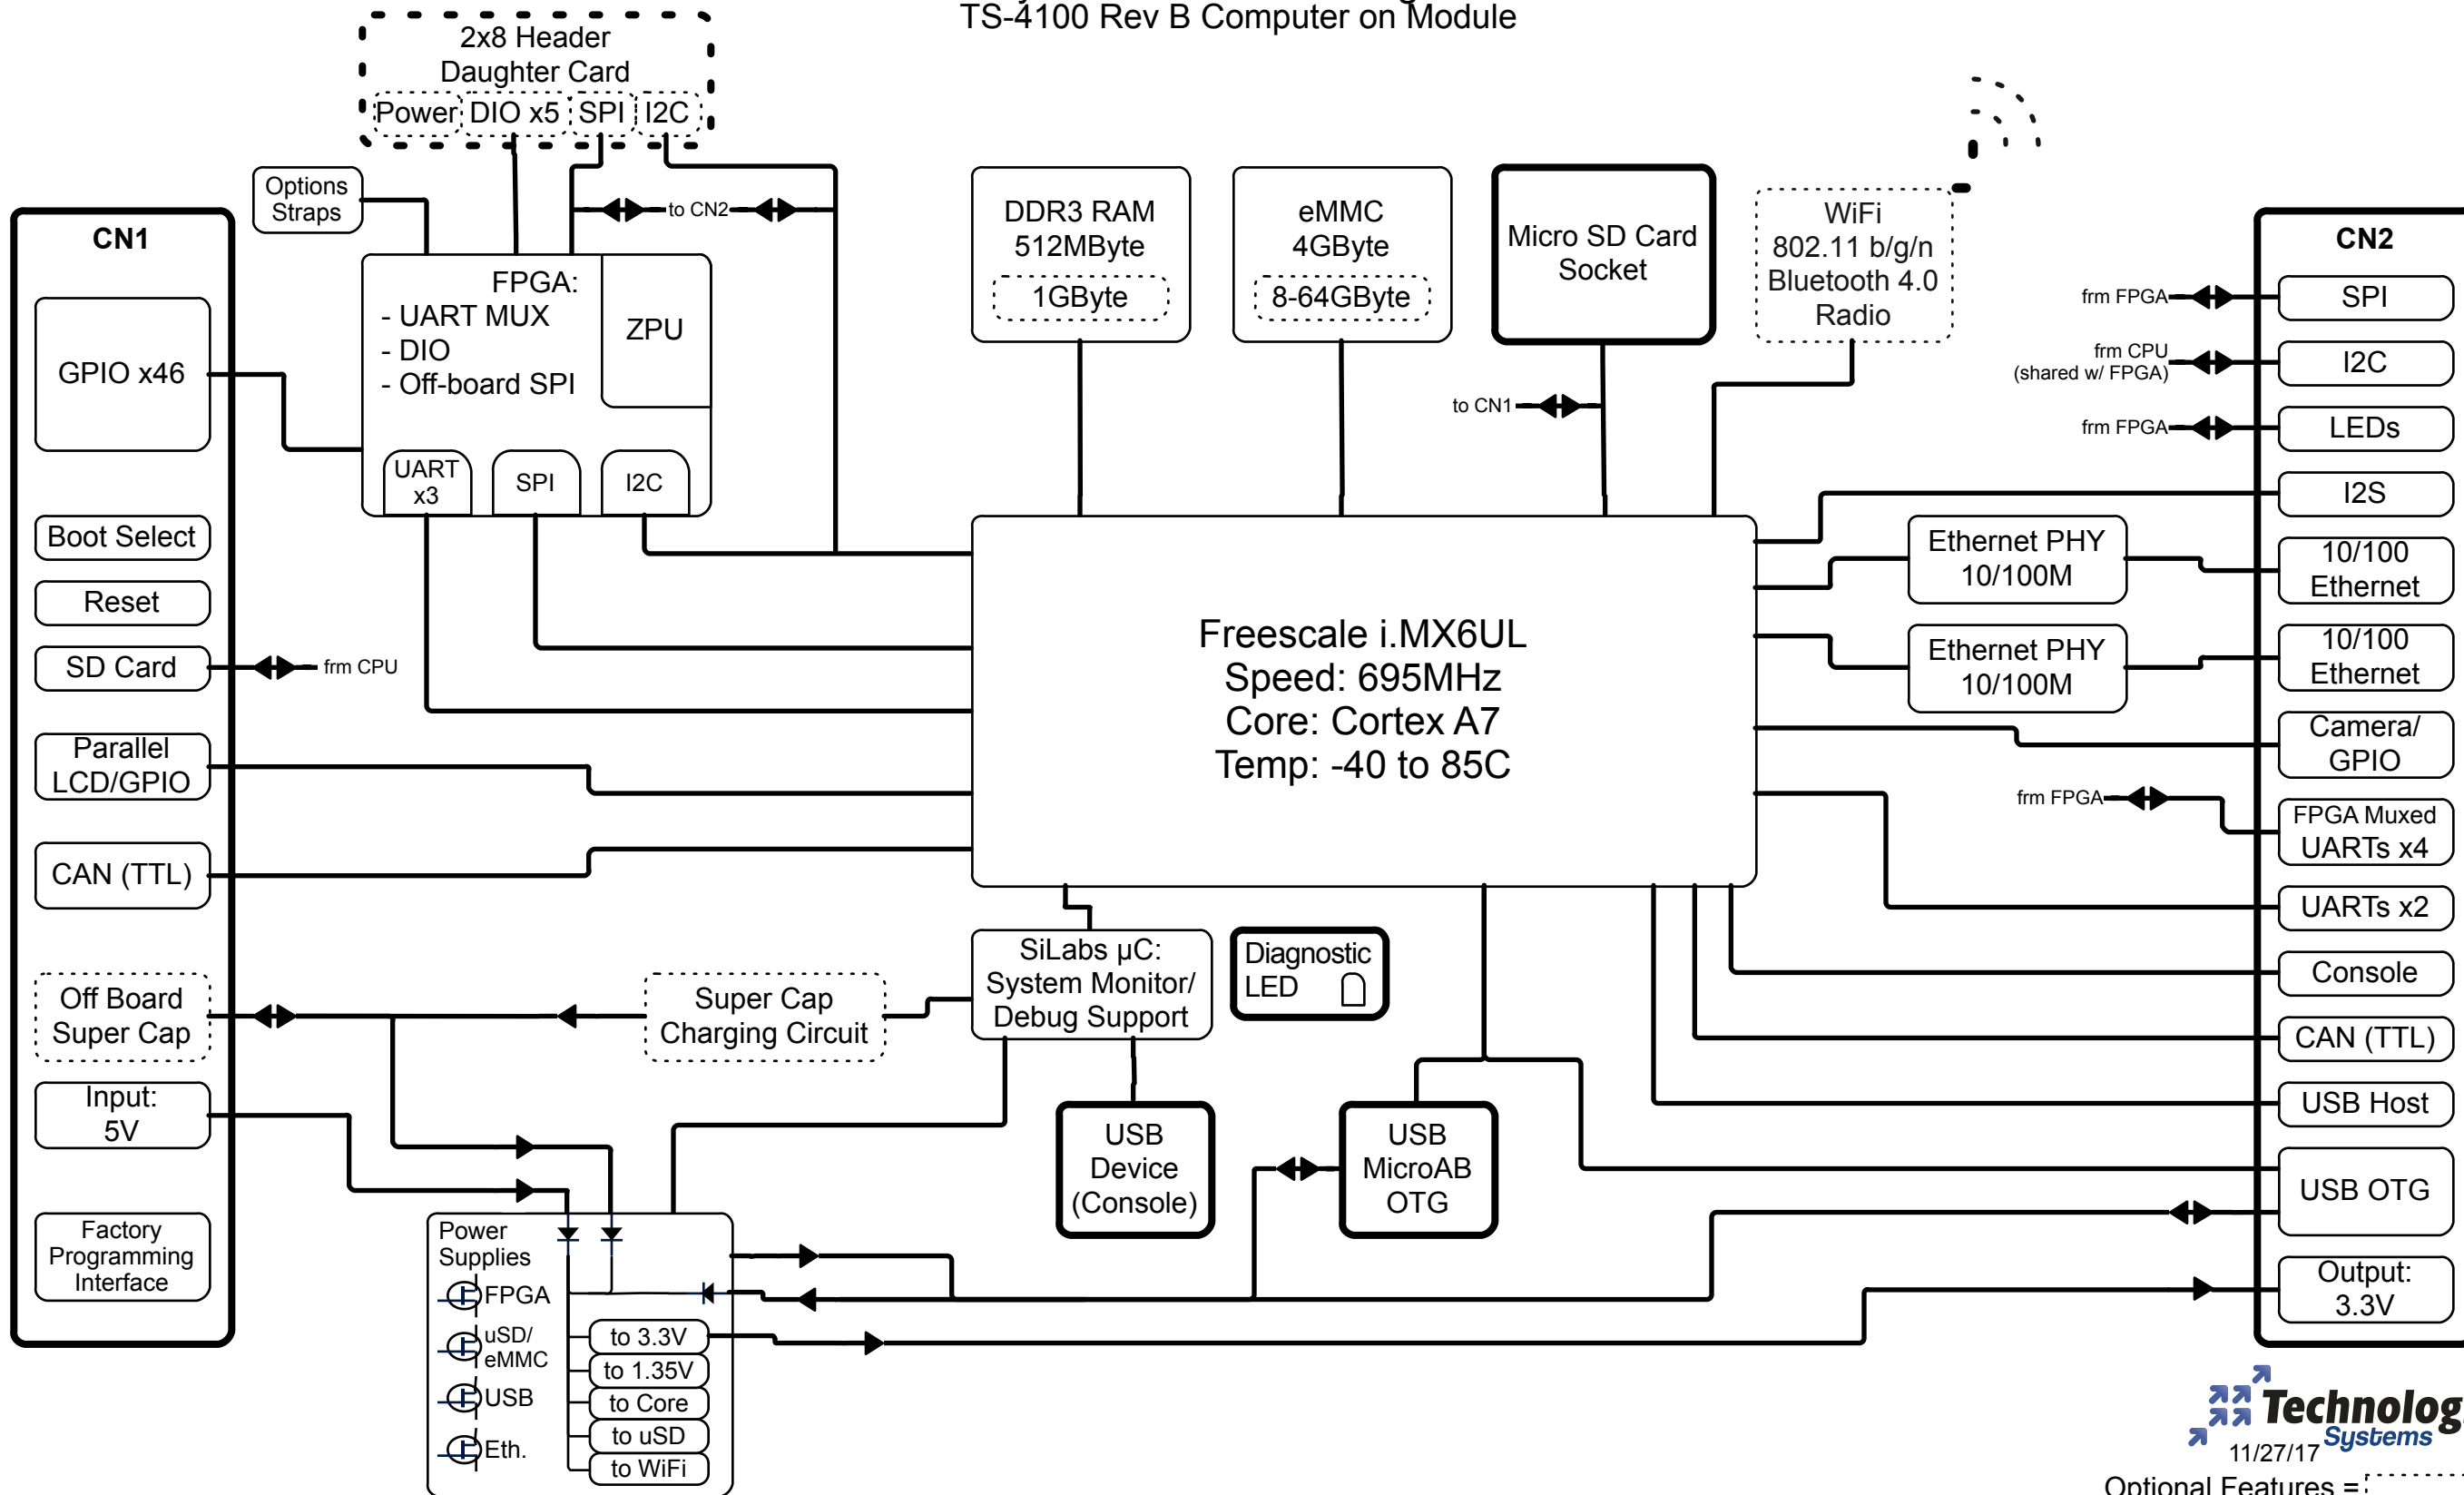 TS-4100 Rev B Computer on Module
2x8 Header
Daughter Card
Power DIO x5 SPI I2C
Options
Straps
to CN2
CN1
GPIO x46
Boot Select
Reset
SD Card
frm CPU
Parallel
LCD/GPIO
CAN (TTL)
Off Board
Super Cap
Input:
5V
Factory
Programming
Interface
FPGA:
- UART MUX
- DIO
- Off-board SPI
ZPU
UART
x3
SPI
I2C
DDR3 RAM
512MByte
1GByte
eMMC
4GByte
8-64GByte
Micro SD Card
Socket
to CN1
WiFi
802.11 b/g/n
Bluetooth 4.0
Radio
Freescale i.MX6UL
Speed: 695MHz
Core: Cortex A7
Temp: -40 to 85C
Ethernet PHY
10/100M
Ethernet PHY
10/100M
SiLabs µC:
System Monitor/
Debug Support
Diagnostic
LED
Super Cap
Charging Circuit
USB
Device
(Console)
USB
MicroAB
OTG
Power
Supplies
FPGA
uSD/
eMMC
USB
Eth.
to 3.3V
to 1.35V
to Core
to uSD
to WiFi
CN2
frm FPGA
SPI
frm CPU
(shared w/ FPGA)
I2C
frm FPGA
LEDs
I2S
10/100
Ethernet
10/100
Ethernet
Camera/
GPIO
frm FPGA
FPGA Muxed
UARTs x4
UARTs x2
Console
CAN (TTL)
USB Host
USB OTG
Output:
3.3V
Technolog
Systems
11/27/17
Optional Features =